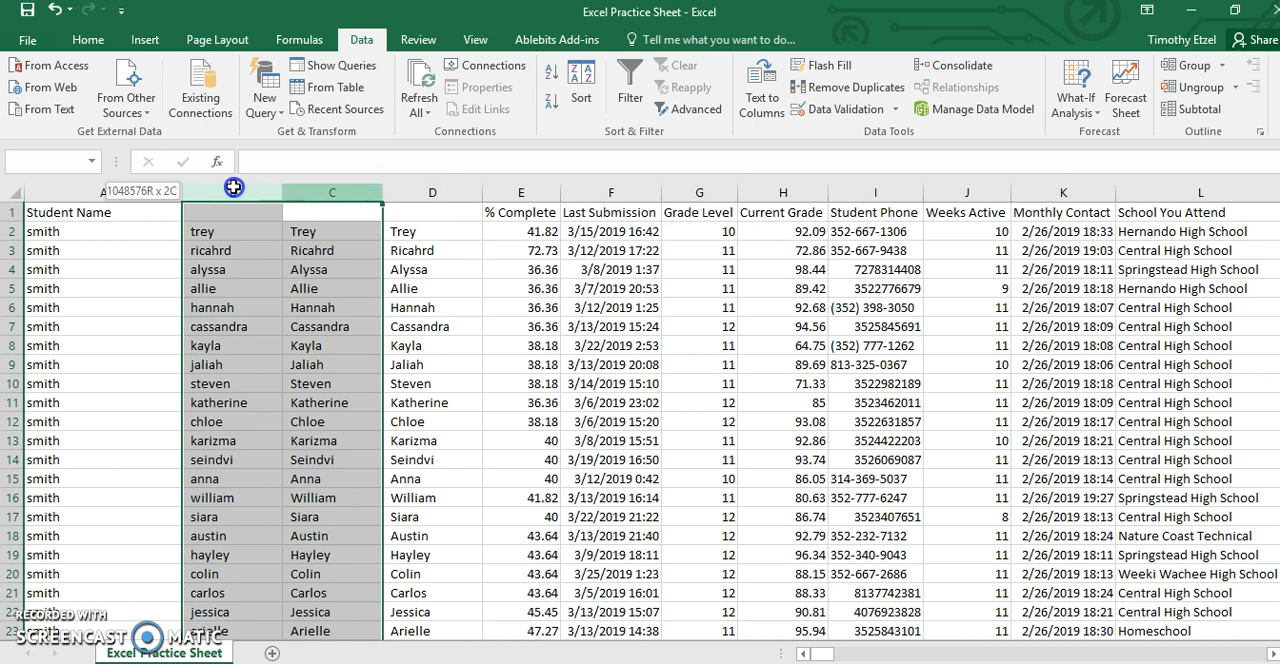 Excel Practice Sheet - Excel
File Home Insert Page Layout Formulas Data Review View Ablebits Add-ins Tell me what you want to do... Timothy Etzel Share
From Access
From Web
From Text
From Other Sources
Existing Connections
Get External Data
New Query
Show Queries
From Table
Recent Sources
Get & Transform
Refresh All
Connections
Properties
Edit Links
Connections
Sort
Filter
Clear
Reapply
Advanced
Sort & Filter
Text to Columns
Flash Fill
Remove Duplicates
Data Validation
Consolidate
Relationships
Manage Data Model
Data Tools
What-If Analysis
Forecast Sheet
Forecast
Group
Ungroup
Subtotal
Outline
fx
1048576R x 2C
C D E F G H I J K L
1 Student Name % Complete Last Submission Grade Level Current Grade Student Phone Weeks Active Monthly Contact School You Attend
2 smith trey Trey Trey 41.82 3/15/2019 16:42 10 92.09 352-667-1306 10 2/26/2019 18:33 Hernando High School
3 smith ricahrd Ricahrd Ricahrd 72.73 3/12/2019 17:22 11 72.86 352-667-9438 11 2/26/2019 19:03 Central High School
4 smith alyssa Alyssa Alyssa 36.36 3/8/2019 1:37 11 98.44 7278314408 11 2/26/2019 18:11 Springstead High School
5 smith allie Allie Allie 36.36 3/7/2019 20:53 11 89.42 3522776679 9 2/26/2019 18:18 Hernando High School
6 smith hannah Hannah Hannah 36.36 3/12/2019 1:25 11 92.68 (352) 398-3050 11 2/26/2019 18:07 Central High School
7 smith cassandra Cassandra Cassandra 36.36 3/13/2019 15:24 12 94.56 3525845691 11 2/26/2019 18:09 Central High School
8 smith kayla Kayla Kayla 38.18 3/22/2019 2:53 11 64.75 (352) 777-1262 11 2/26/2019 18:08 Central High School
9 smith jaliah Jaliah Jaliah 38.18 3/13/2019 20:08 11 89.69 813-325-0367 10 2/26/2019 18:06 Central High School
10 smith steven Steven Steven 38.18 3/14/2019 15:10 12 71.33 3522982189 11 2/26/2019 18:18 Central High School
11 smith katherine Katherine Katherine 36.36 3/6/2019 23:02 12 85 3523462011 11 2/26/2019 18:09 Central High School
12 smith chloe Chloe Chloe 38.18 3/6/2019 15:20 12 93.08 3522631857 11 2/26/2019 18:17 Central High School
13 smith karizma Karizma Karizma 40 3/8/2019 15:51 11 92.86 3524422203 10 2/26/2019 18:21 Central High School
14 smith seindvi Seindvi Seindvi 40 3/19/2019 16:50 11 93.74 3526069087 11 2/26/2019 18:13 Central High School
15 smith anna Anna Anna 40 3/12/2019 0:42 10 86.05 314-369-5037 11 2/26/2019 18:14 Central High School
16 smith william William William 41.82 3/13/2019 16:14 11 80.63 352-777-6247 11 2/26/2019 19:27 Springstead High School
17 smith siara Siara Siara 40 3/22/2019 21:22 11 86.74 3523407651 8 2/26/2019 18:13 Central High School
18 smith austin Austin Austin 43.64 3/13/2019 21:40 12 92.79 352-232-7132 11 2/26/2019 18:24 Nature Coast Technical
19 smith hayley Hayley Hayley 43.64 3/9/2019 18:11 12 96.34 352-340-9043 11 2/26/2019 18:11 Springstead High School
20 smith colin Colin Colin 43.64 3/25/2019 1:23 12 88.15 352-667-2686 11 2/26/2019 18:13 Weeki Wachee High School
21 smith carlos Carlos Carlos 43.64 3/5/2019 16:01 12 88.33 8137742381 11 2/26/2019 18:24 Central High School
22 smith jessica Jessica Jessica 45.45 3/13/2019 15:07 12 90.81 4076923828 11 2/26/2019 18:21 Central High School
23 Arielle Arielle 47.27 3/13/2019 14:38 11 95.94 3525843101 11 2/26/2019 18:30 Homeschool
RECORDED WITH
SCREENCAST MATIC
Excel Practice Sheet